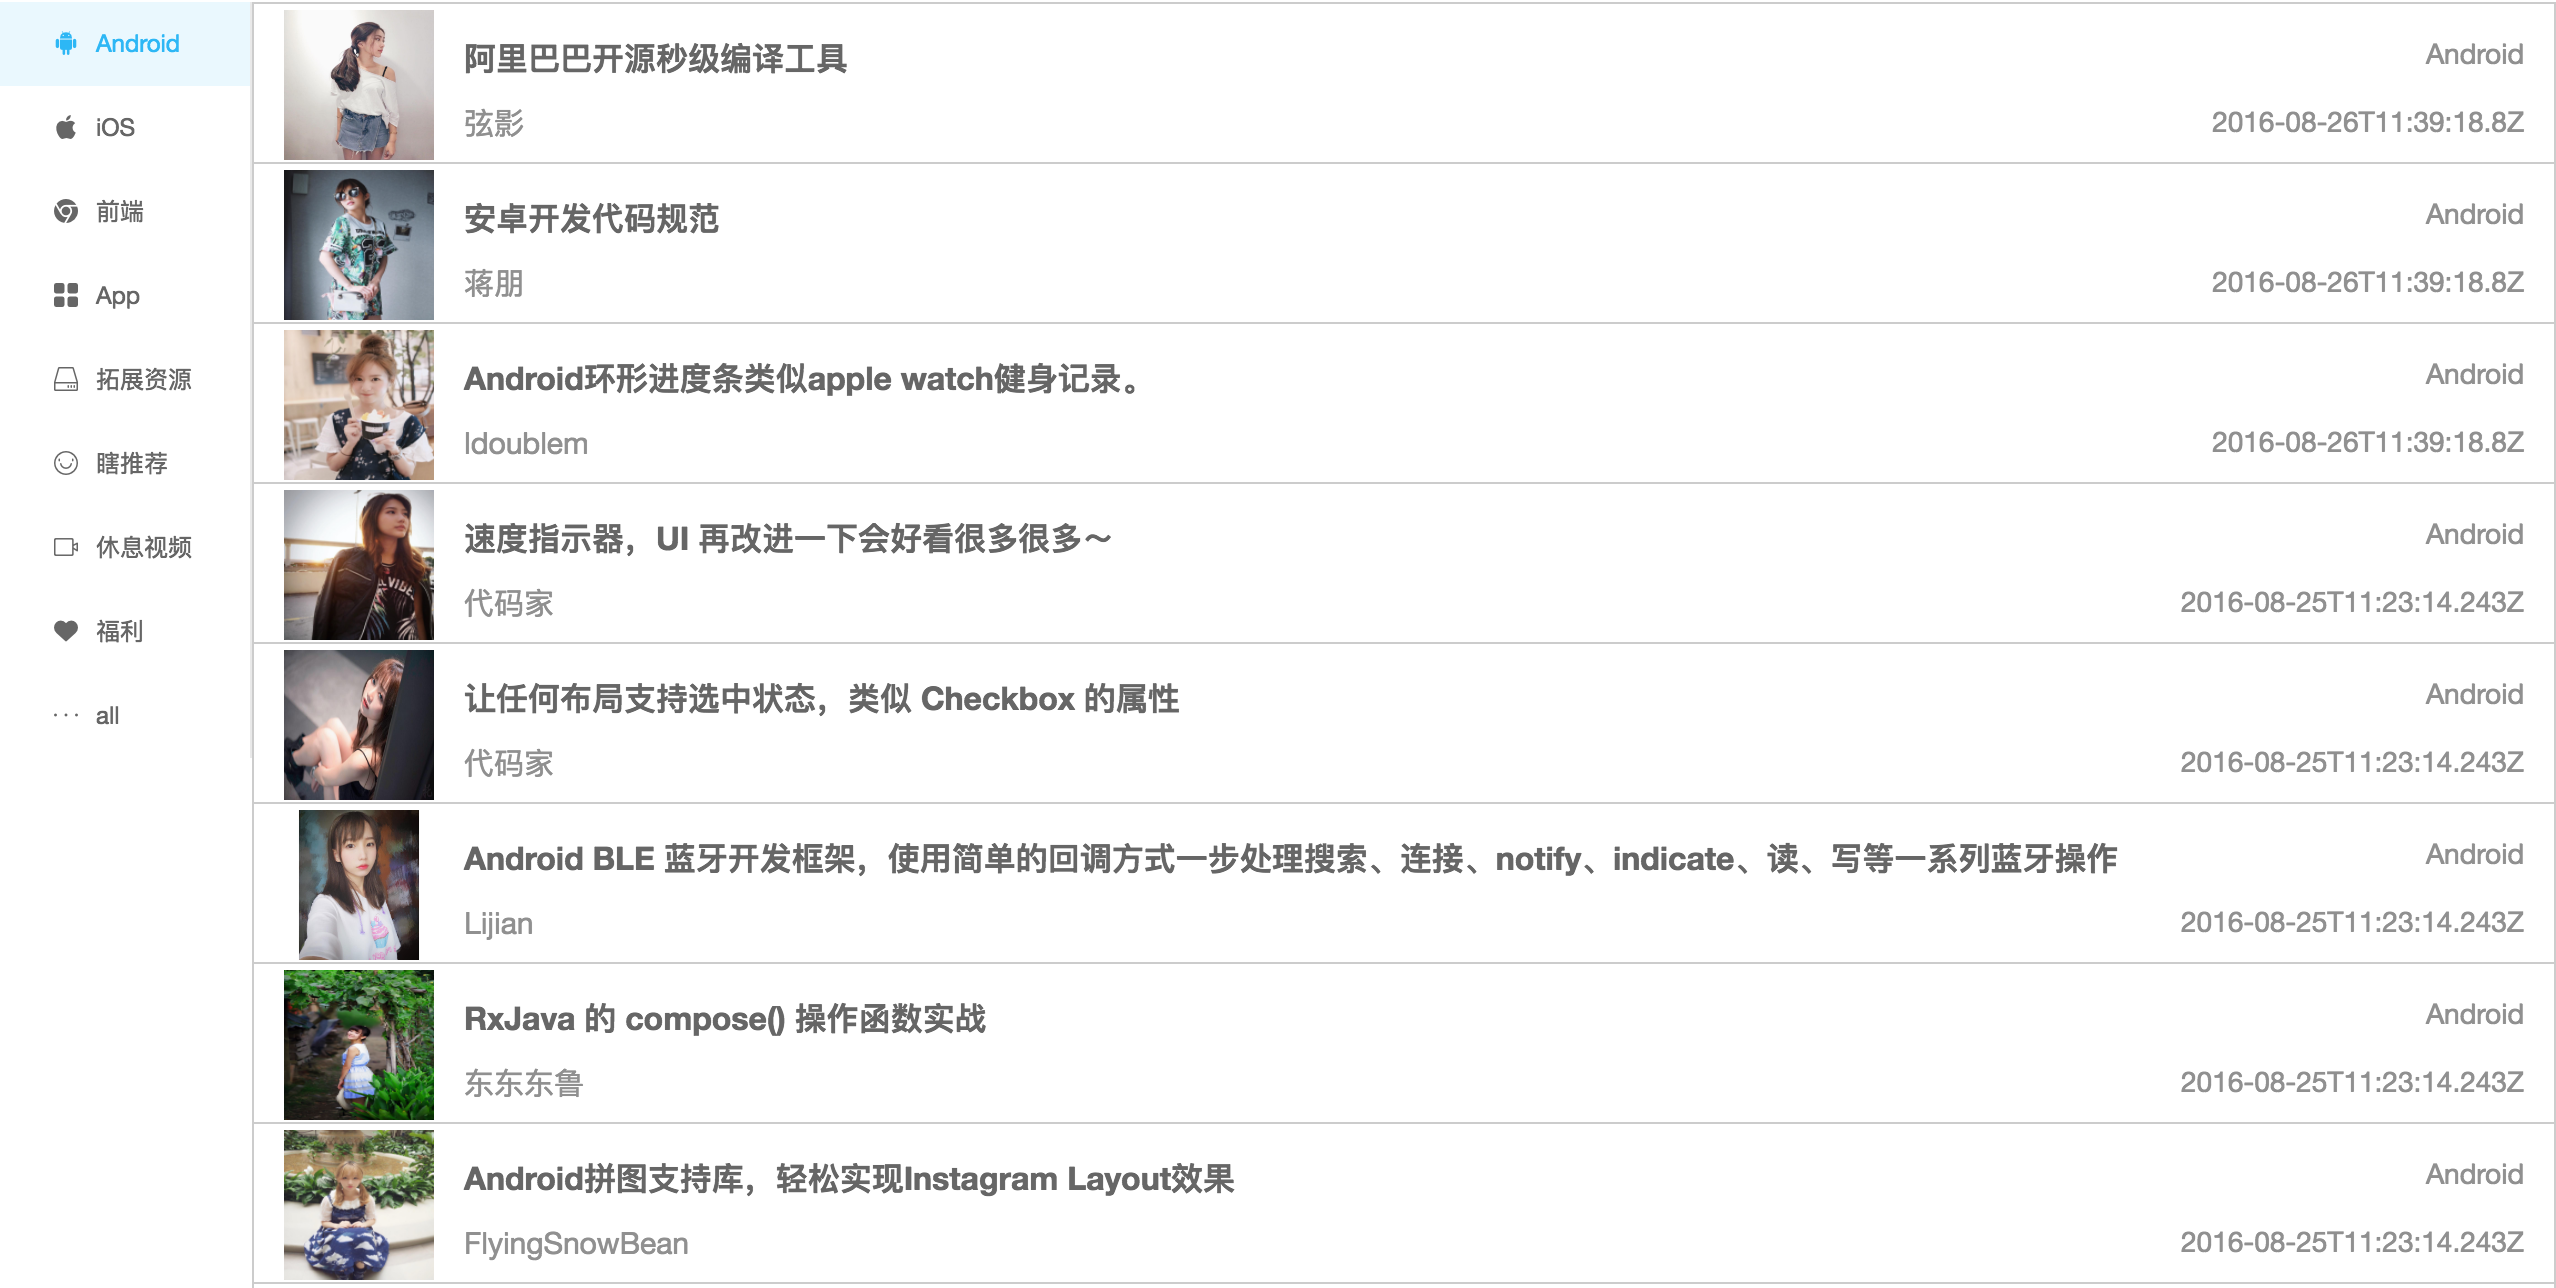 Android
iOS
前端
App
拓展资源
瞎推荐
休息视频
福利
all
阿里巴巴开源秒级编译工具
Android
弦影
2016-08-26T11:39:18.8Z
安卓开发代码规范
Android
蒋朋
2016-08-26T11:39:18.8Z
Android环形进度条类似apple watch健身记录。
Android
ldoublem
2016-08-26T11:39:18.8Z
速度指示器，UI 再改进一下会好看很多很多～
Android
代码家
2016-08-25T11:23:14.243Z
让任何布局支持选中状态，类似 Checkbox 的属性
Android
代码家
2016-08-25T11:23:14.243Z
Android BLE 蓝牙开发框架，使用简单的回调方式一步处理搜索、连接、notify、indicate、读、写等一系列蓝牙操作
Android
Lijian
2016-08-25T11:23:14.243Z
RxJava 的 compose() 操作函数实战
Android
东东东鲁
2016-08-25T11:23:14.243Z
Android拼图支持库，轻松实现Instagram Layout效果
Android
FlyingSnowBean
2016-08-25T11:23:14.243Z